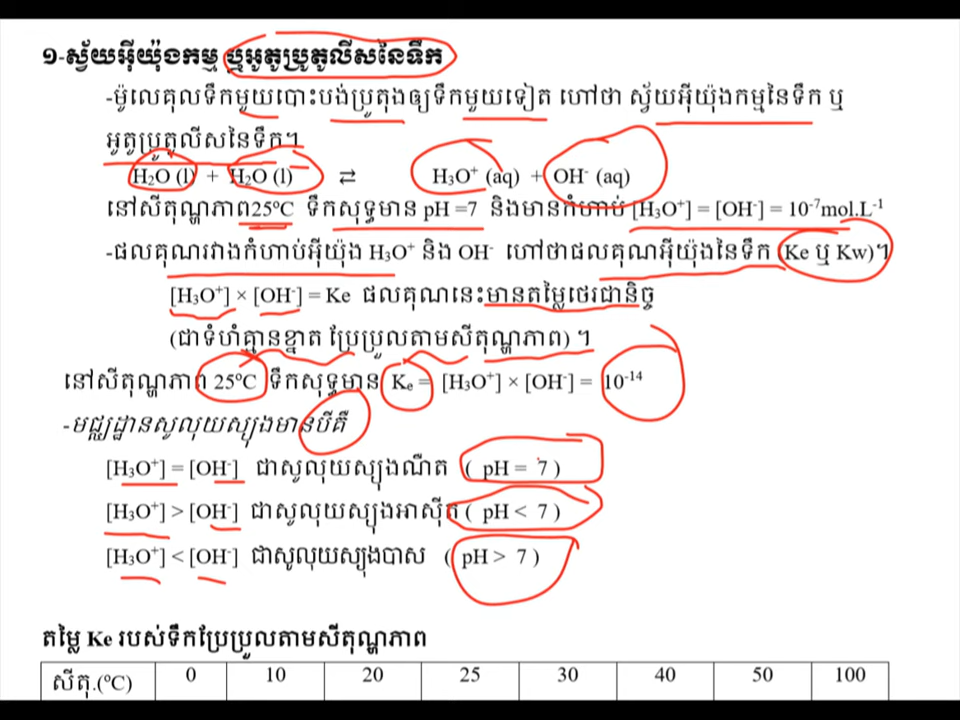 ១-ស្វ័យអ៊ីយ៉ុងកម្ម ឬអូតូប្រូតូលីសនៃទឹក
-ម៉ូលេគុលទឹកមួយបោះបង់ប្រូតុងឲ្យទឹកមួយទៀត ហៅថា ស្វ័យអ៊ីយ៉ុងកម្មនៃទឹក ឬ
អូតូប្រូតូលីសនៃទឹក។
H₂O (l) + H₂O (l) ⇄ H₃O⁺ (aq) + OH⁻ (aq)
នៅសីតុណ្ហភាព25°C ទឹកសុទ្ធមាន pH =7 និងមានកំហាប់ [H₃O⁺] = [OH⁻] = 10⁻⁷mol.L⁻¹
-ផលគុណរវាងកំហាប់អ៊ីយ៉ុង H₃O⁺ និង OH⁻ ហៅថាផលគុណអ៊ីយ៉ុងនៃទឹក (Ke ឬ Kw)។
[H₃O⁺] × [OH⁻] = Ke ផលគុណនេះមានតម្លៃថេរជានិច្ច
(ជាទំហំគ្មានខ្នាត ប្រែប្រួលតាមសីតុណ្ហភាព) ។
នៅសីតុណ្ហភាព 25°C ទឹកសុទ្ធមាន Kₑ = [H₃O⁺] × [OH⁻] = 10⁻¹⁴
-មជ្ឈដ្ឋានសូលុយស្យុងមានបីគឺ
[H₃O⁺] = [OH⁻] ជាសូលុយស្យុងណឺត ( pH = 7 )
[H₃O⁺] > [OH⁻] ជាសូលុយស្យុងអាស៊ីត ( pH < 7 )
[H₃O⁺] < [OH⁻] ជាសូលុយស្យុងបាស ( pH > 7 )
តម្លៃ Ke របស់ទឹកប្រែប្រួលតាមសីតុណ្ហភាព
សីតុ.(°C) 0 10 20 25 30 40 50 100